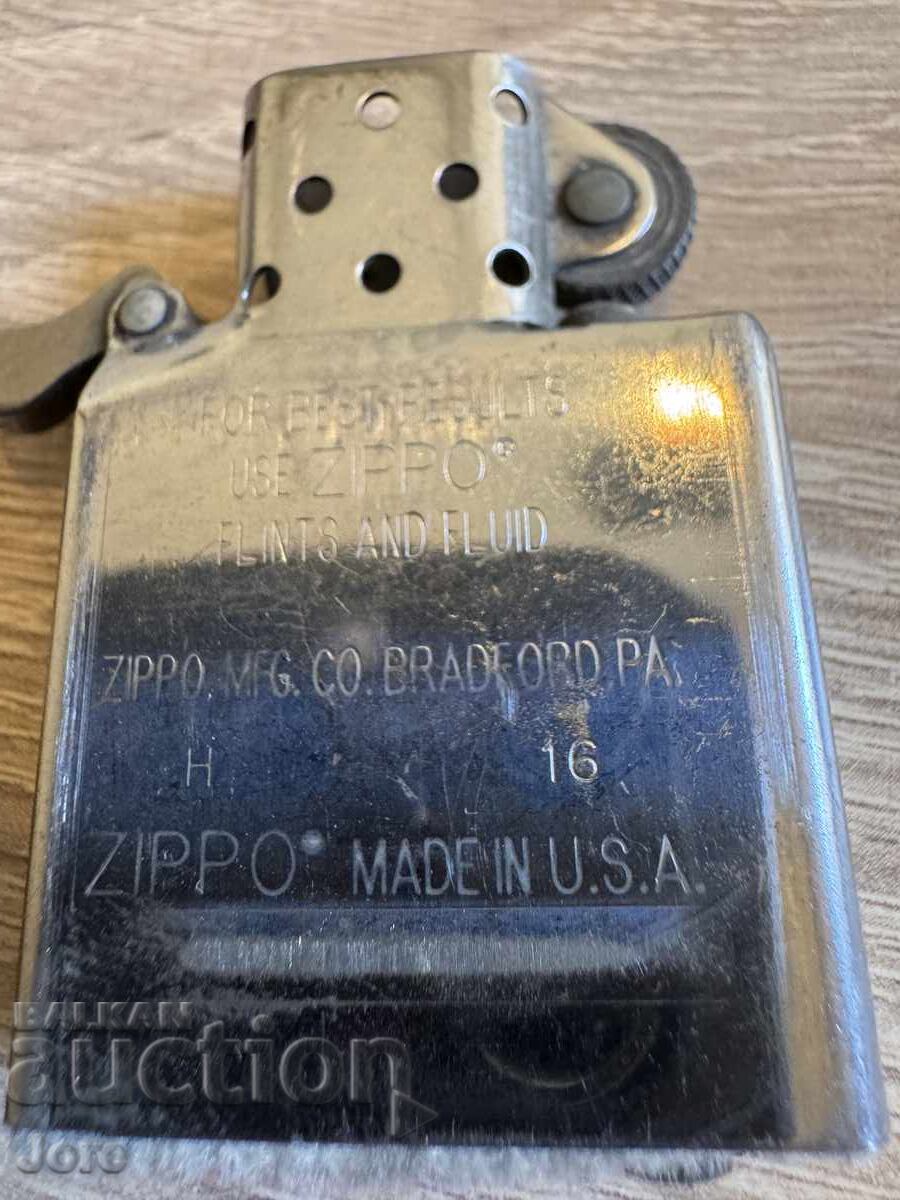 FOR BEST RESULTS
USE ZIPPO®
FLINTS AND FLUID
ZIPPO MFG. CO. BRADFORD, PA.
H 16
ZIPPO® MADE IN U.S.A.
BALKAN
auction
Jore